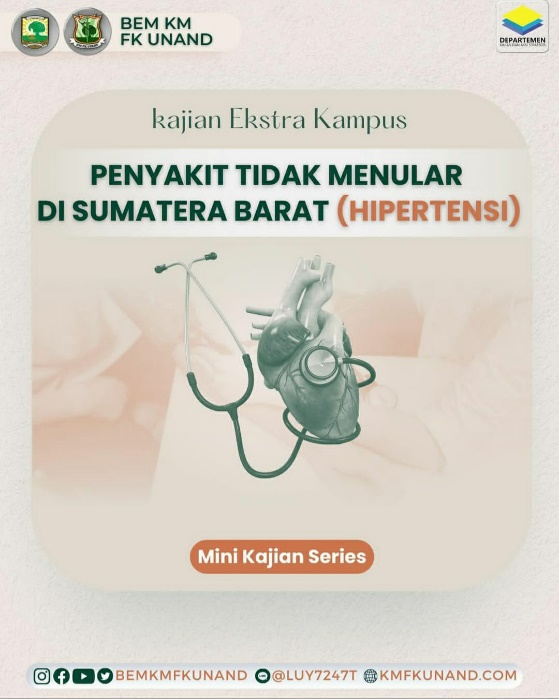 BEM KM
FK UNAND
DEPARTEMEN
kajian Ekstra Kampus
PENYAKIT TIDAK MENULAR
DI SUMATERA BARAT (HIPERTENSI)
Mini Kajian Series
BEMKMFKUNAND @LUY7247T KMFKUNAND.COM